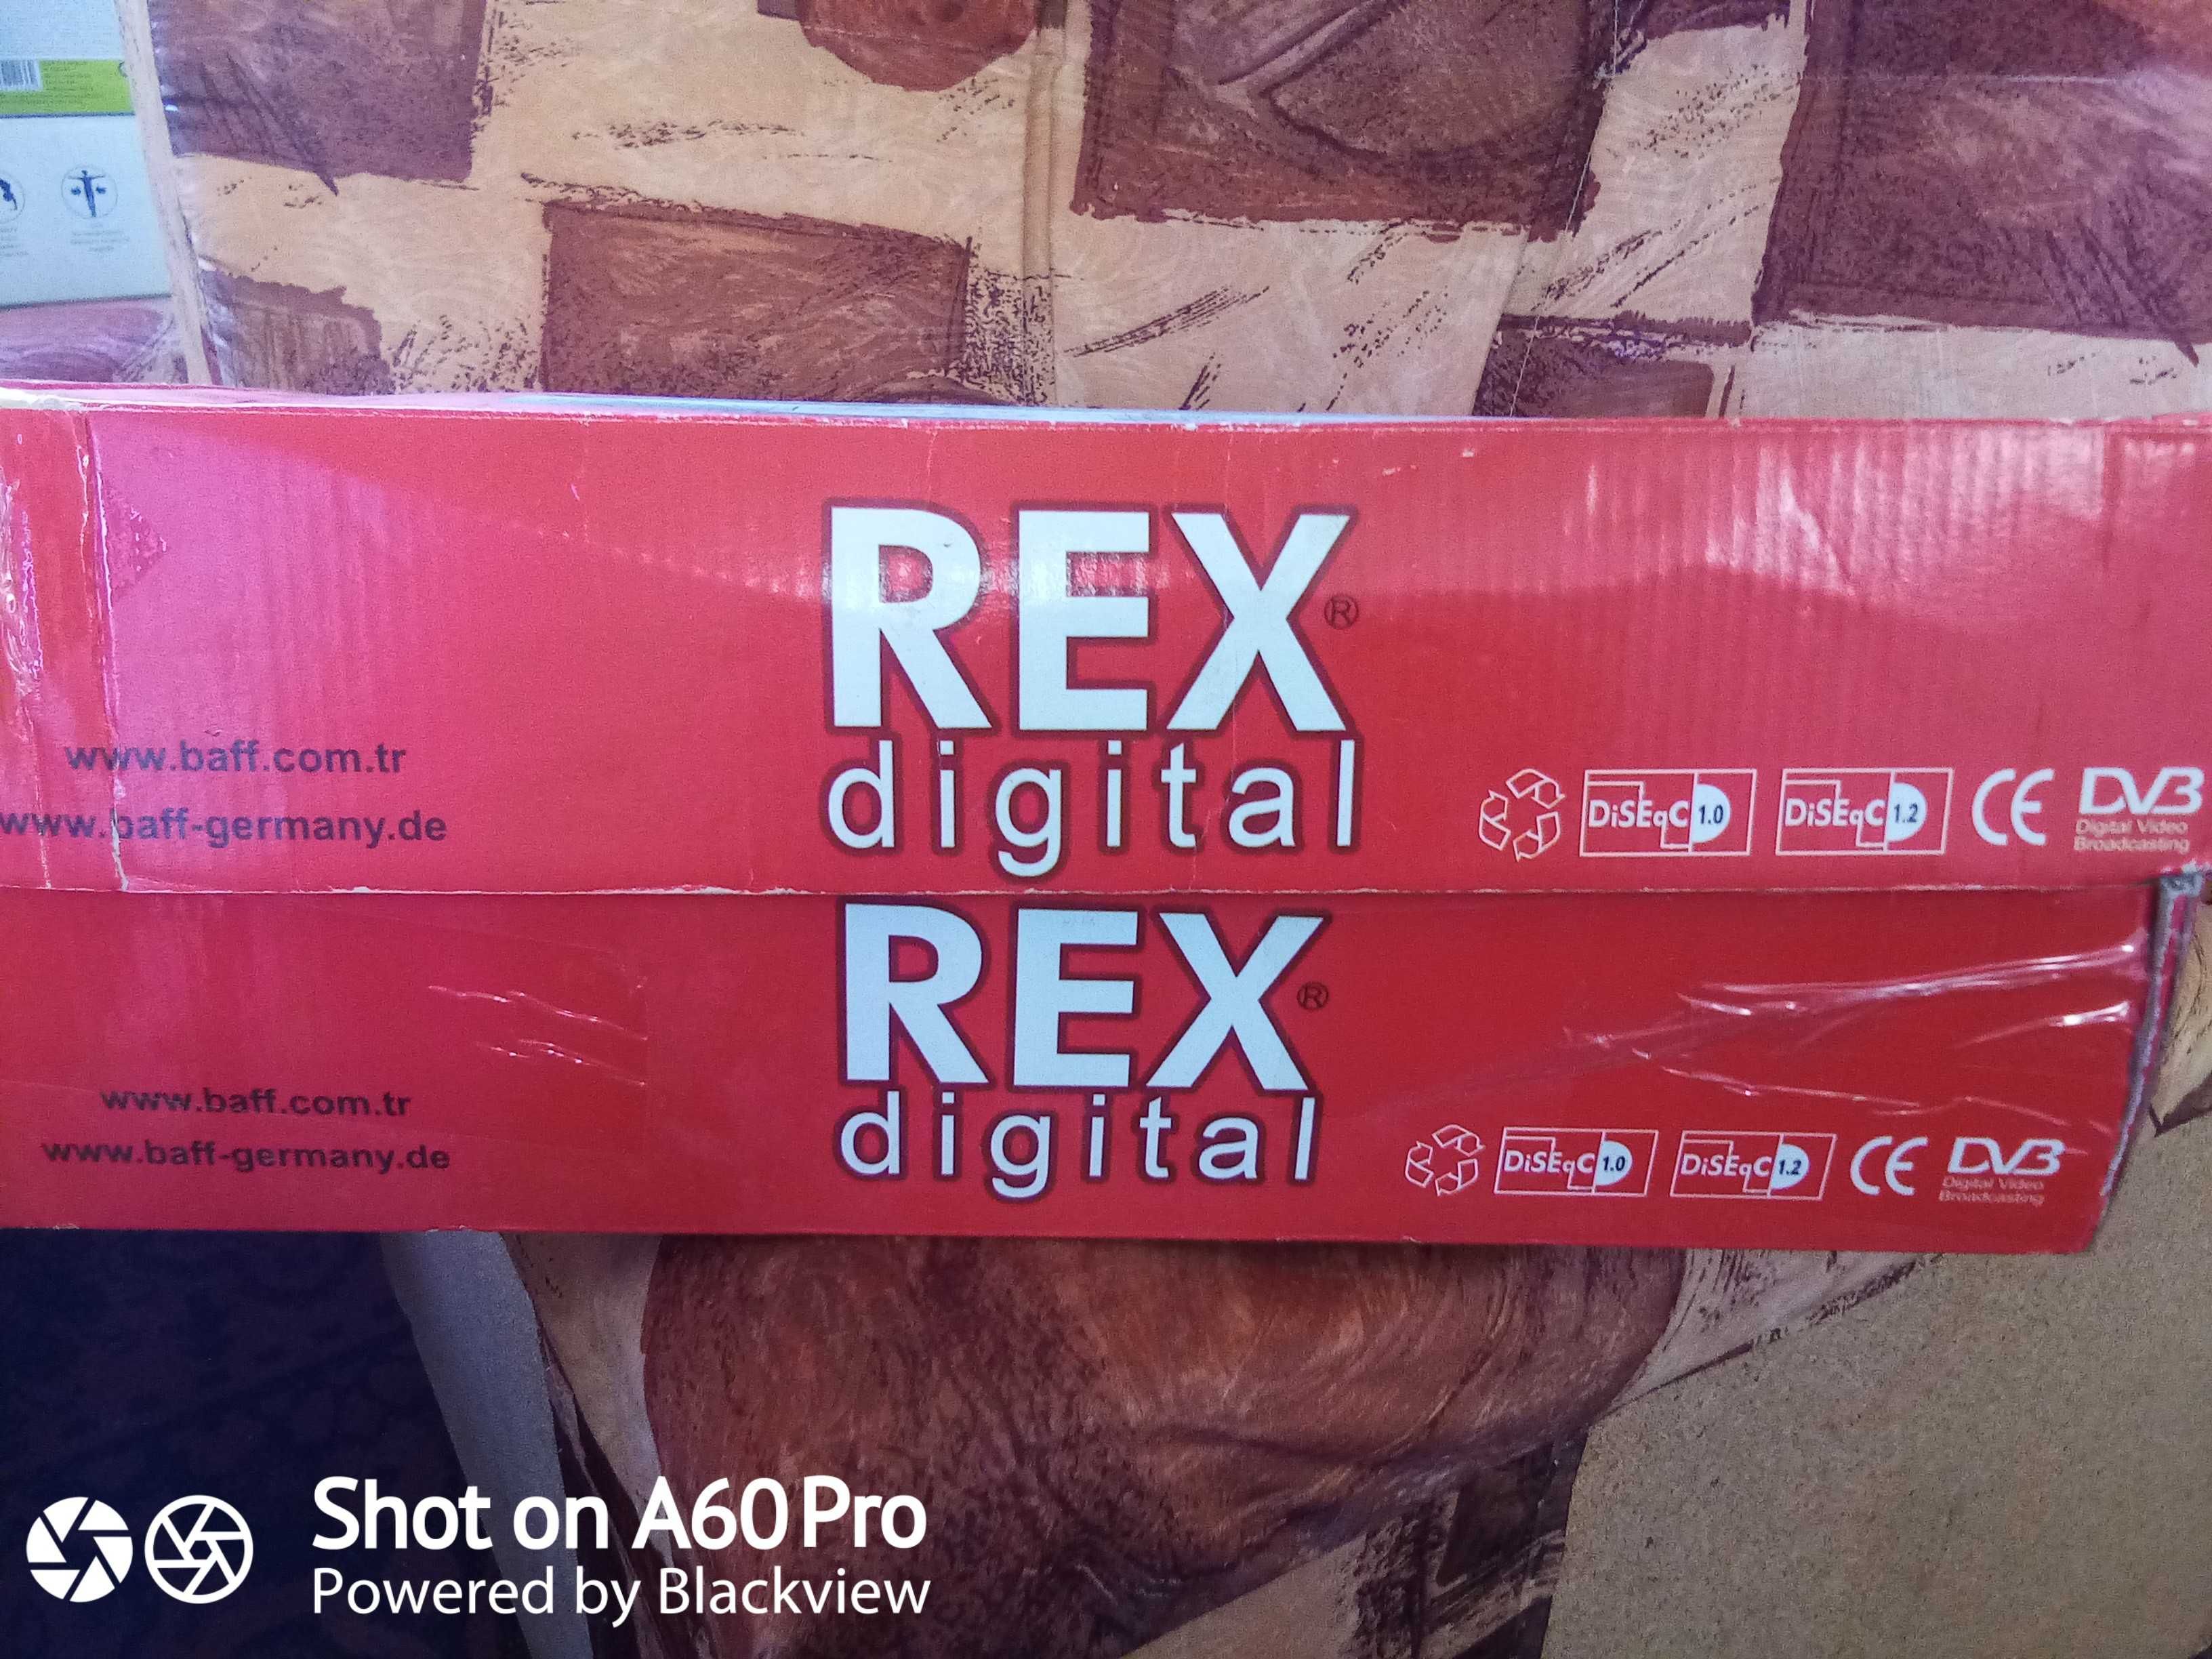 REX®
digital
www.baff.com.tr
www.baff-germany.de
DiSEqC 1.0
DiSEqC 1.2
CE
DVB
Digital Video
Broadcasting
REX®
digital
www.baff.com.tr
www.baff-germany.de
DiSEqC 1.0
DiSEqC 1.2
CE
DVB
Digital Video
Broadcasting
Shot on A60 Pro
Powered by Blackview